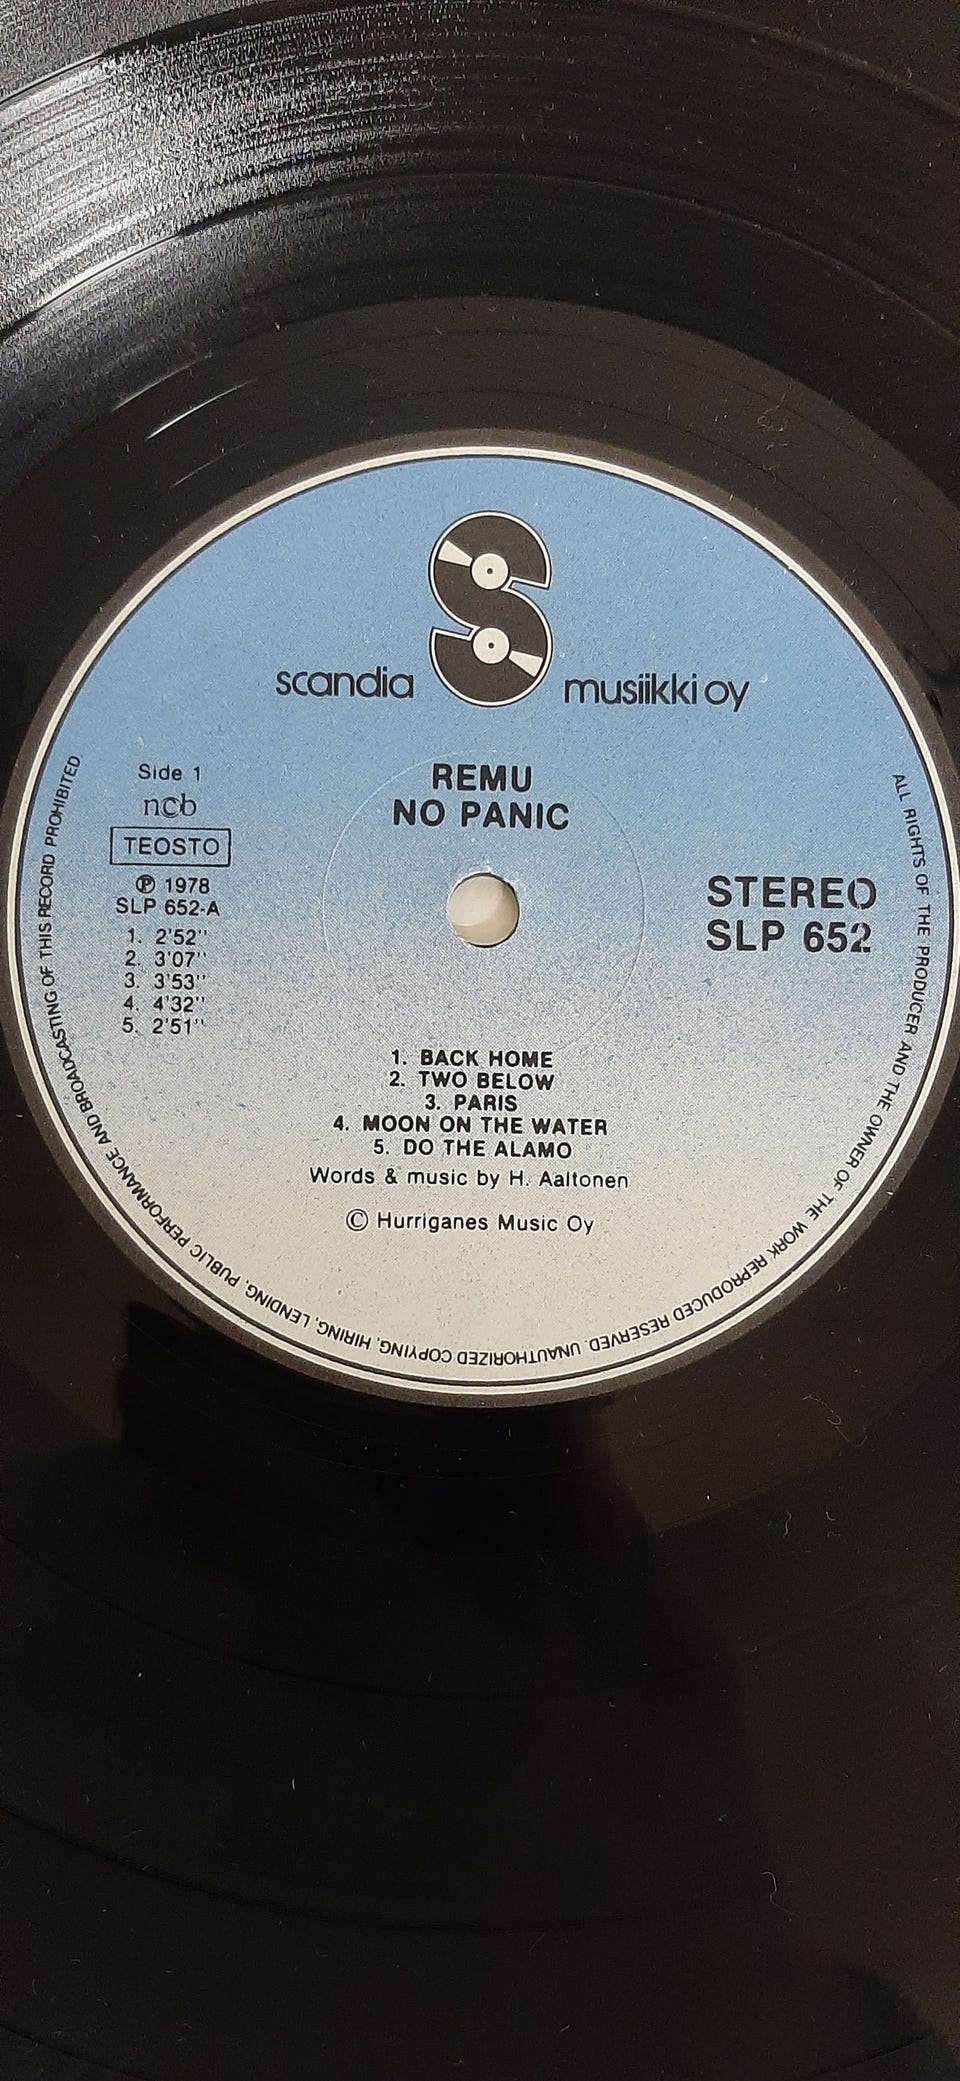 scandia musiikki oy
REMU
NO PANIC
Side 1
ncb
TEOSTO
℗ 1978
SLP 652-A
1. 2'52''
2. 3'07''
3. 3'53''
4. 4'32''
5. 2'51''
STEREO
SLP 652
1. BACK HOME
2. TWO BELOW
3. PARIS
4. MOON ON THE WATER
5. DO THE ALAMO
Words & music by H. Aaltonen
© Hurriganes Music Oy
ALL RIGHTS OF THE PRODUCER AND THE OWNER OF THE WORK REPRODUCED RESERVED. UNAUTHORIZED COPYING, HIRING, LENDING, PUBLIC PERFORMANCE AND BROADCASTING OF THIS RECORD PROHIBITED.